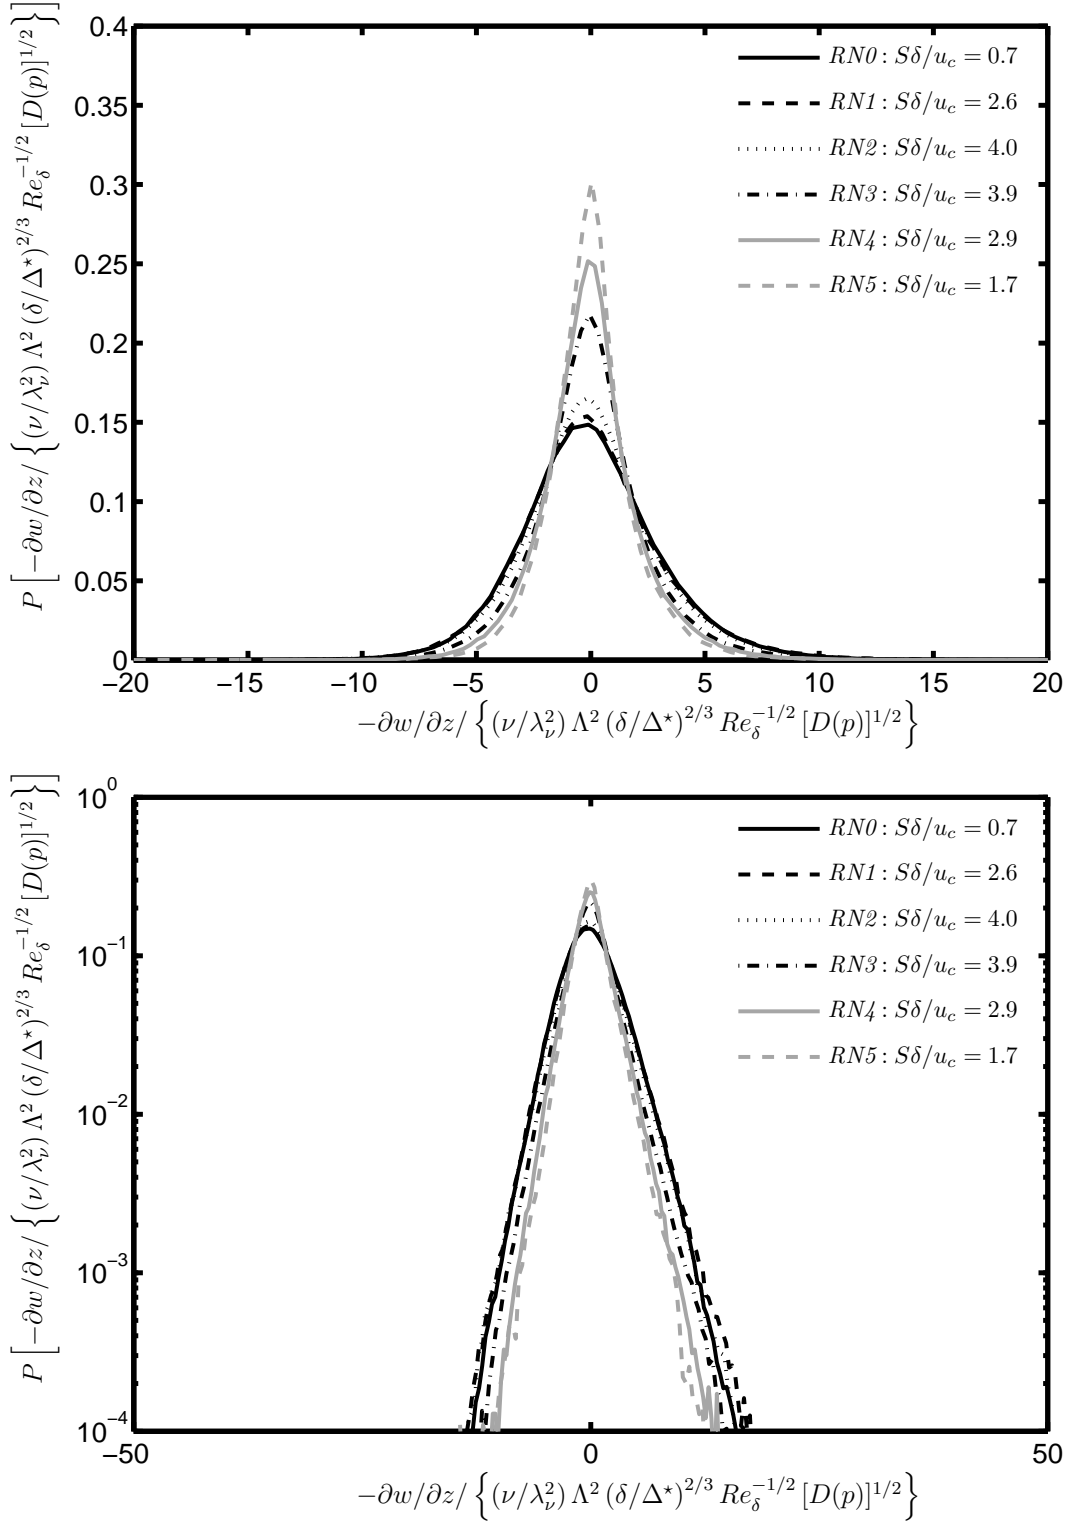 P [−∂w/∂z/ {(ν/λ_ν^2) Λ^2 (δ/Δ^⋆)^{2/3} Re_δ^{−1/2} [D(p)]^{1/2}}]
0.4
0.35
0.3
0.25
0.2
0.15
0.1
0.05
0
RN0 : Sδ/u_c = 0.7
RN1 : Sδ/u_c = 2.6
RN2 : Sδ/u_c = 4.0
RN3 : Sδ/u_c = 3.9
RN4 : Sδ/u_c = 2.9
RN5 : Sδ/u_c = 1.7
−20 −15 −10 −5 0 5 10 15 20
−∂w/∂z/ {(ν/λ_ν^2) Λ^2 (δ/Δ^⋆)^{2/3} Re_δ^{−1/2} [D(p)]^{1/2}}
P [−∂w/∂z/ {(ν/λ_ν^2) Λ^2 (δ/Δ^⋆)^{2/3} Re_δ^{−1/2} [D(p)]^{1/2}}]
10^0
10^{−1}
10^{−2}
10^{−3}
10^{−4}
RN0 : Sδ/u_c = 0.7
RN1 : Sδ/u_c = 2.6
RN2 : Sδ/u_c = 4.0
RN3 : Sδ/u_c = 3.9
RN4 : Sδ/u_c = 2.9
RN5 : Sδ/u_c = 1.7
−50 0 50
−∂w/∂z/ {(ν/λ_ν^2) Λ^2 (δ/Δ^⋆)^{2/3} Re_δ^{−1/2} [D(p)]^{1/2}}